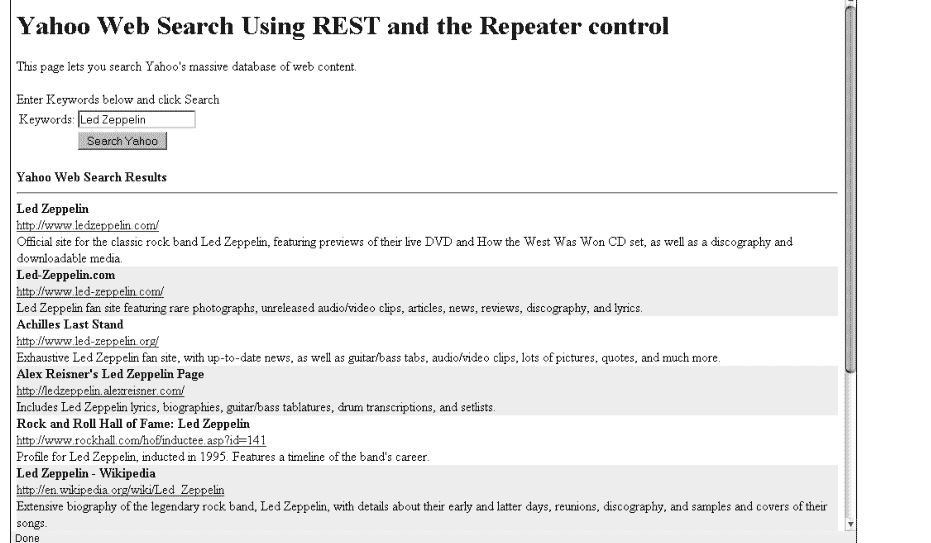 Yahoo Web Search Using REST and the Repeater control
This page lets you search Yahoo's massive database of web content.
Enter Keywords below and click Search
Keywords: Led Zeppelin
Search Yahoo
Yahoo Web Search Results
Led Zeppelin
http://www.ledzeppelin.com/
Official site for the classic rock band Led Zeppelin, featuring previews of their live DVD and How the West Was Won CD set, as well as a discography and
downloadable media.
Led-Zeppelin.com
http://www.led-zeppelin.com/
Led Zeppelin fan site featuring rare photographs, unreleased audio/video clips, articles, news, reviews, discography, and lyrics.
Achilles Last Stand
http://www.led-zeppelin.org/
Exhaustive Led Zeppelin fan site, with up-to-date news, as well as guitar/bass tabs, audio/video clips, lots of pictures, quotes, and much more.
Alex Reisner's Led Zeppelin Page
http://ledzeppelin.alexreisner.com/
Includes Led Zeppelin lyrics, biographies, guitar/bass tablatures, drum transcriptions, and setlists.
Rock and Roll Hall of Fame: Led Zeppelin
http://www.rockhall.com/hof/inductee.asp?id=141
Profile for Led Zeppelin, inducted in 1995. Features a timeline of the band's career.
Led Zeppelin - Wikipedia
http://en.wikipedia.org/wiki/Led_Zeppelin
Extensive biography of the legendary rock band, Led Zeppelin, with details about their early and latter days, reunions, discography, and samples and covers of their
songs.
Done